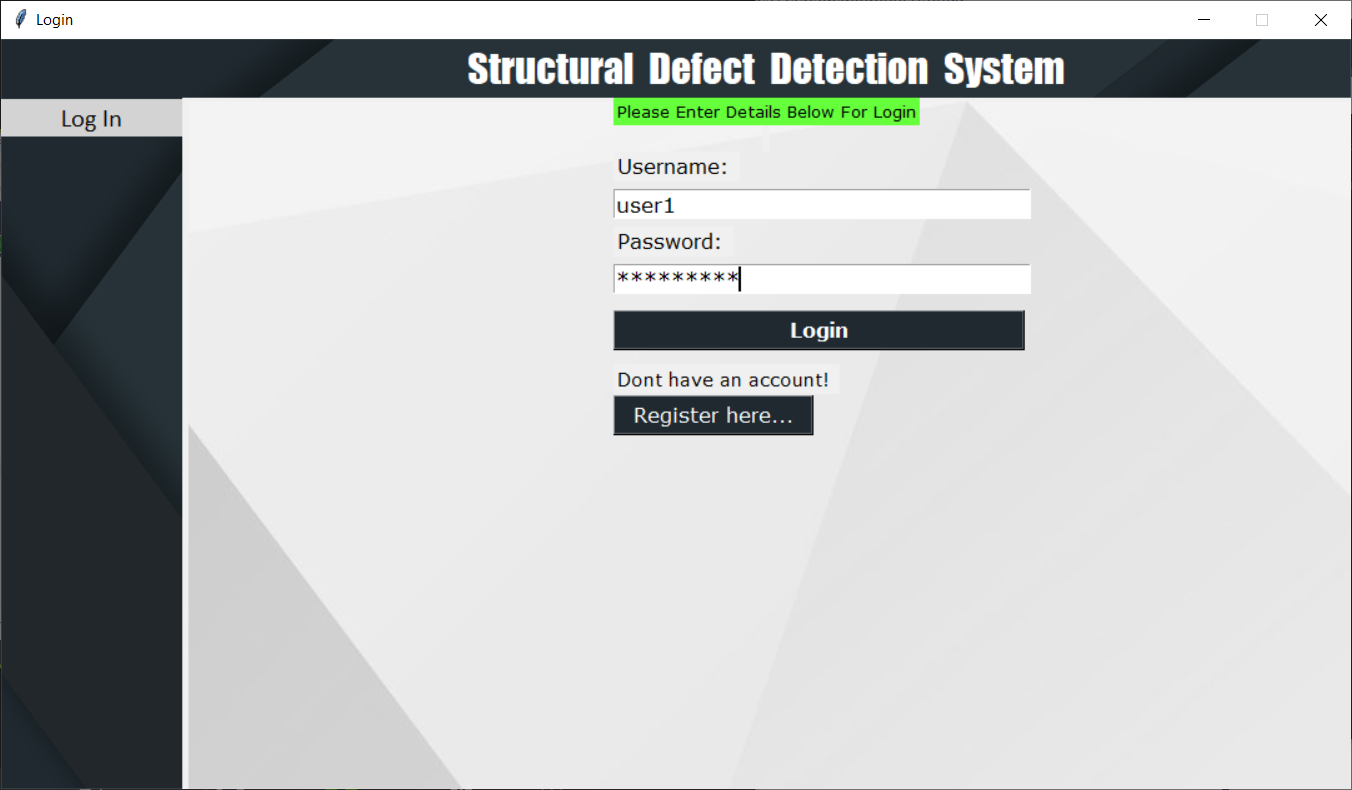 Login
Structural Defect Detection System
Log In
Please Enter Details Below For Login
Username:
user1
Password:
*********
Login
Dont have an account!
Register here...